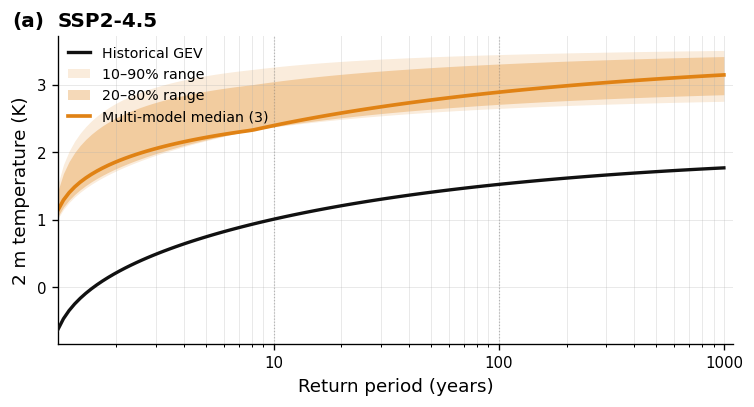 (a) SSP2-4.5
Historical GEV
10–90% range
20–80% range
Multi-model median (3)
2 m temperature (K)
3
2
1
0
10
100
1000
Return period (years)